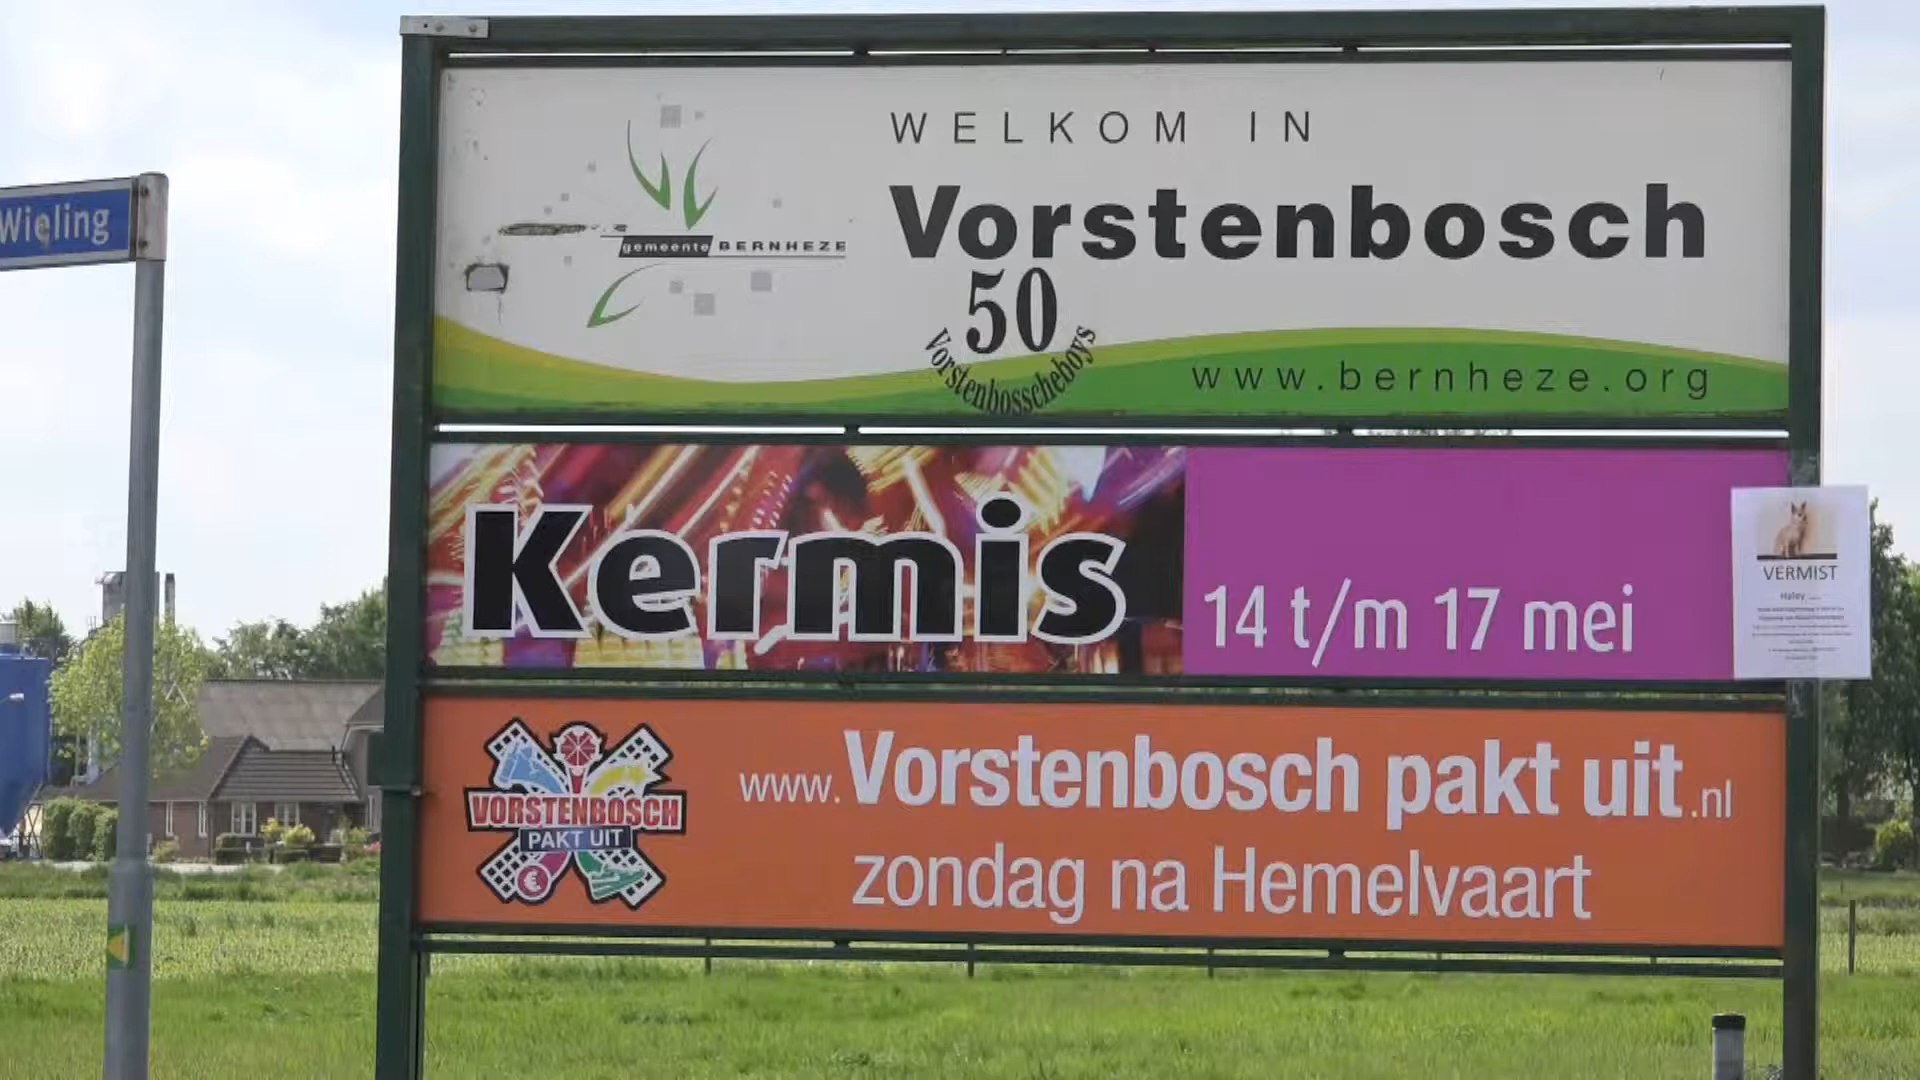 Wieling
WELKOM IN
Vorstenbosch
gemeente BERNHEZE
50
Vorstenbosscheboys
www.bernheze.org
Kermis
14 t/m 17 mei
VERMIST
Haley
VORSTENBOSCH
PAKT UIT
€
www.Vorstenbosch pakt uit.nl
zondag na Hemelvaart